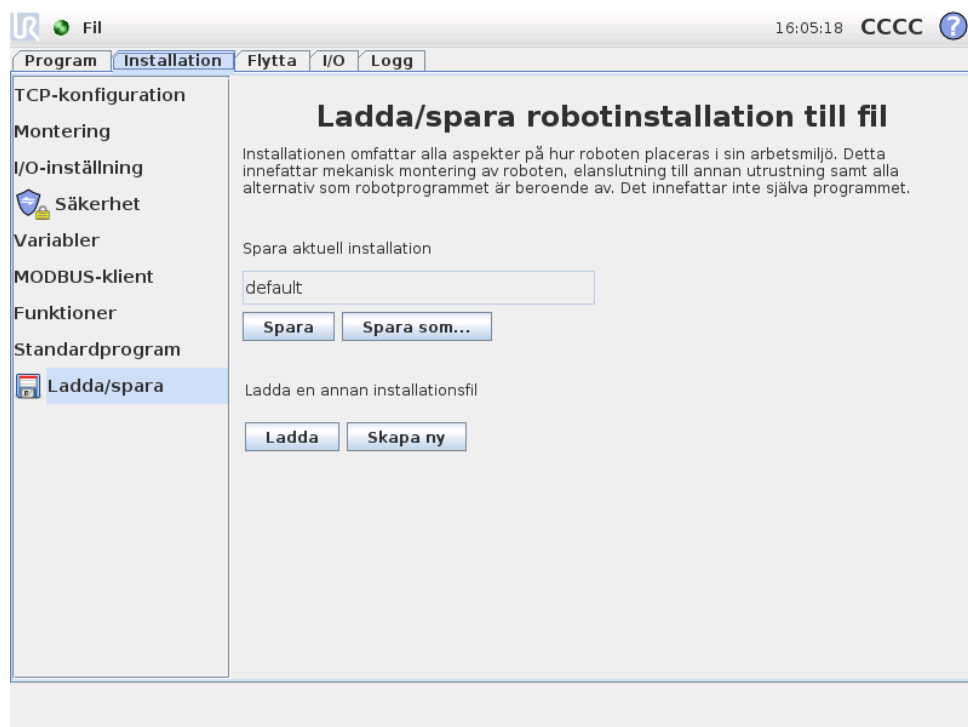 UR Fil 16:05:18 CCCC ?
Program Installation Flytta I/O Logg
TCP-konfiguration
Montering
I/O-inställning
Säkerhet
Variabler
MODBUS-klient
Funktioner
Standardprogram
Ladda/spara
Ladda/spara robotinstallation till fil
Installationen omfattar alla aspekter på hur roboten placeras i sin arbetsmiljö. Detta
innefattar mekanisk montering av roboten, elanslutning till annan utrustning samt alla
alternativ som robotprogrammet är beroende av. Det innefattar inte själva programmet.
Spara aktuell installation
default
Spara Spara som...
Ladda en annan installationsfil
Ladda Skapa ny